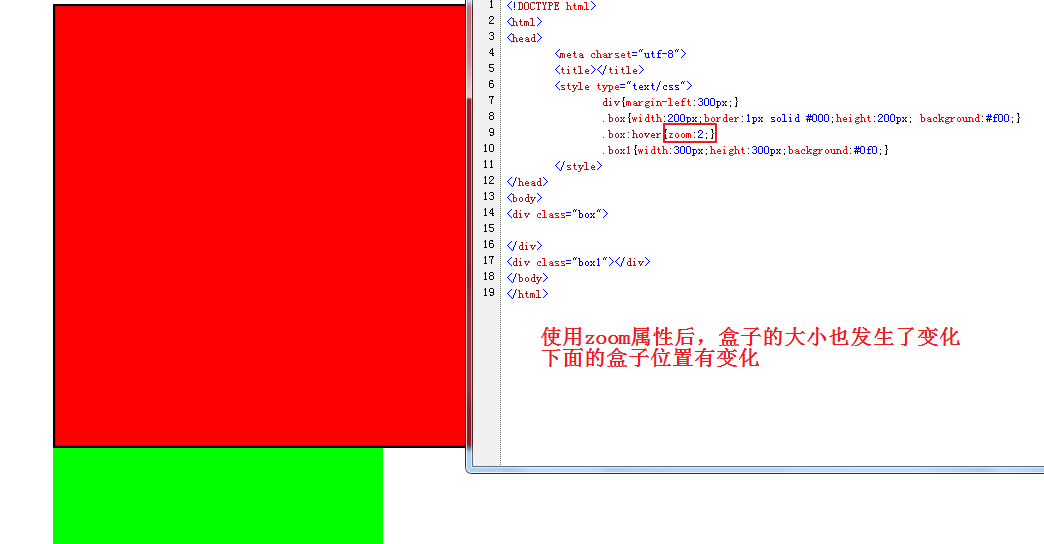 1 <!DOCTYPE html>
2 <html>
3 <head>
4 <meta charset="utf-8">
5 <title></title>
6 <style type="text/css">
7 div{margin-left:300px;}
8 .box{width:200px;border:1px solid #000;height:200px; background:#f00;}
9 .box:hover{zoom:2;}
10 .box1{width:300px;height:300px;background:#0f0;}
11 </style>
12 </head>
13 <body>
14 <div class="box">
15
16 </div>
17 <div class="box1"></div>
18 </body>
19 </html>
使用zoom属性后，盒子的大小也发生了变化
下面的盒子位置有变化